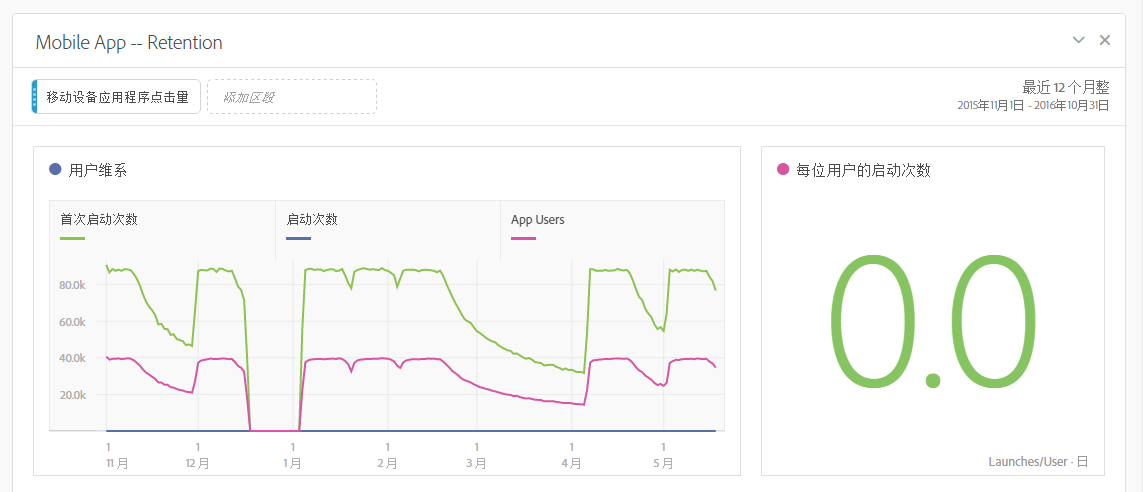 Mobile App -- Retention
移动设备应用程序点击量
添加区段
最近 12 个月整
2015年11月1日 - 2016年10月31日
用户维系
首次启动次数
启动次数
App Users
80.0k
60.0k
40.0k
20.0k
1 1 1 1 1 1 1
11 月 12 月 1 月 2 月 3 月 4 月 5 月
每位用户的启动次数
0.0
Launches/User · 日